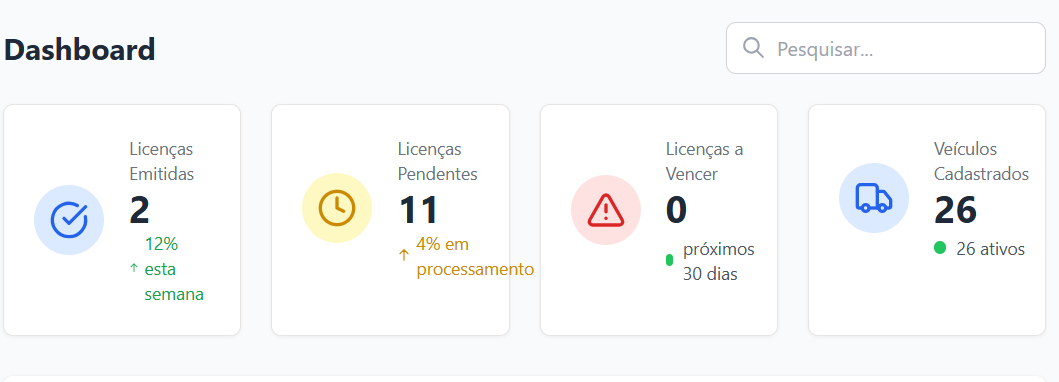 Dashboard
Pesquisar...
Licenças
Emitidas
2
12%
esta
semana
Licenças
Pendentes
11
4% em
processamento
Licenças a
Vencer
0
próximos
30 dias
Veículos
Cadastrados
26
26 ativos